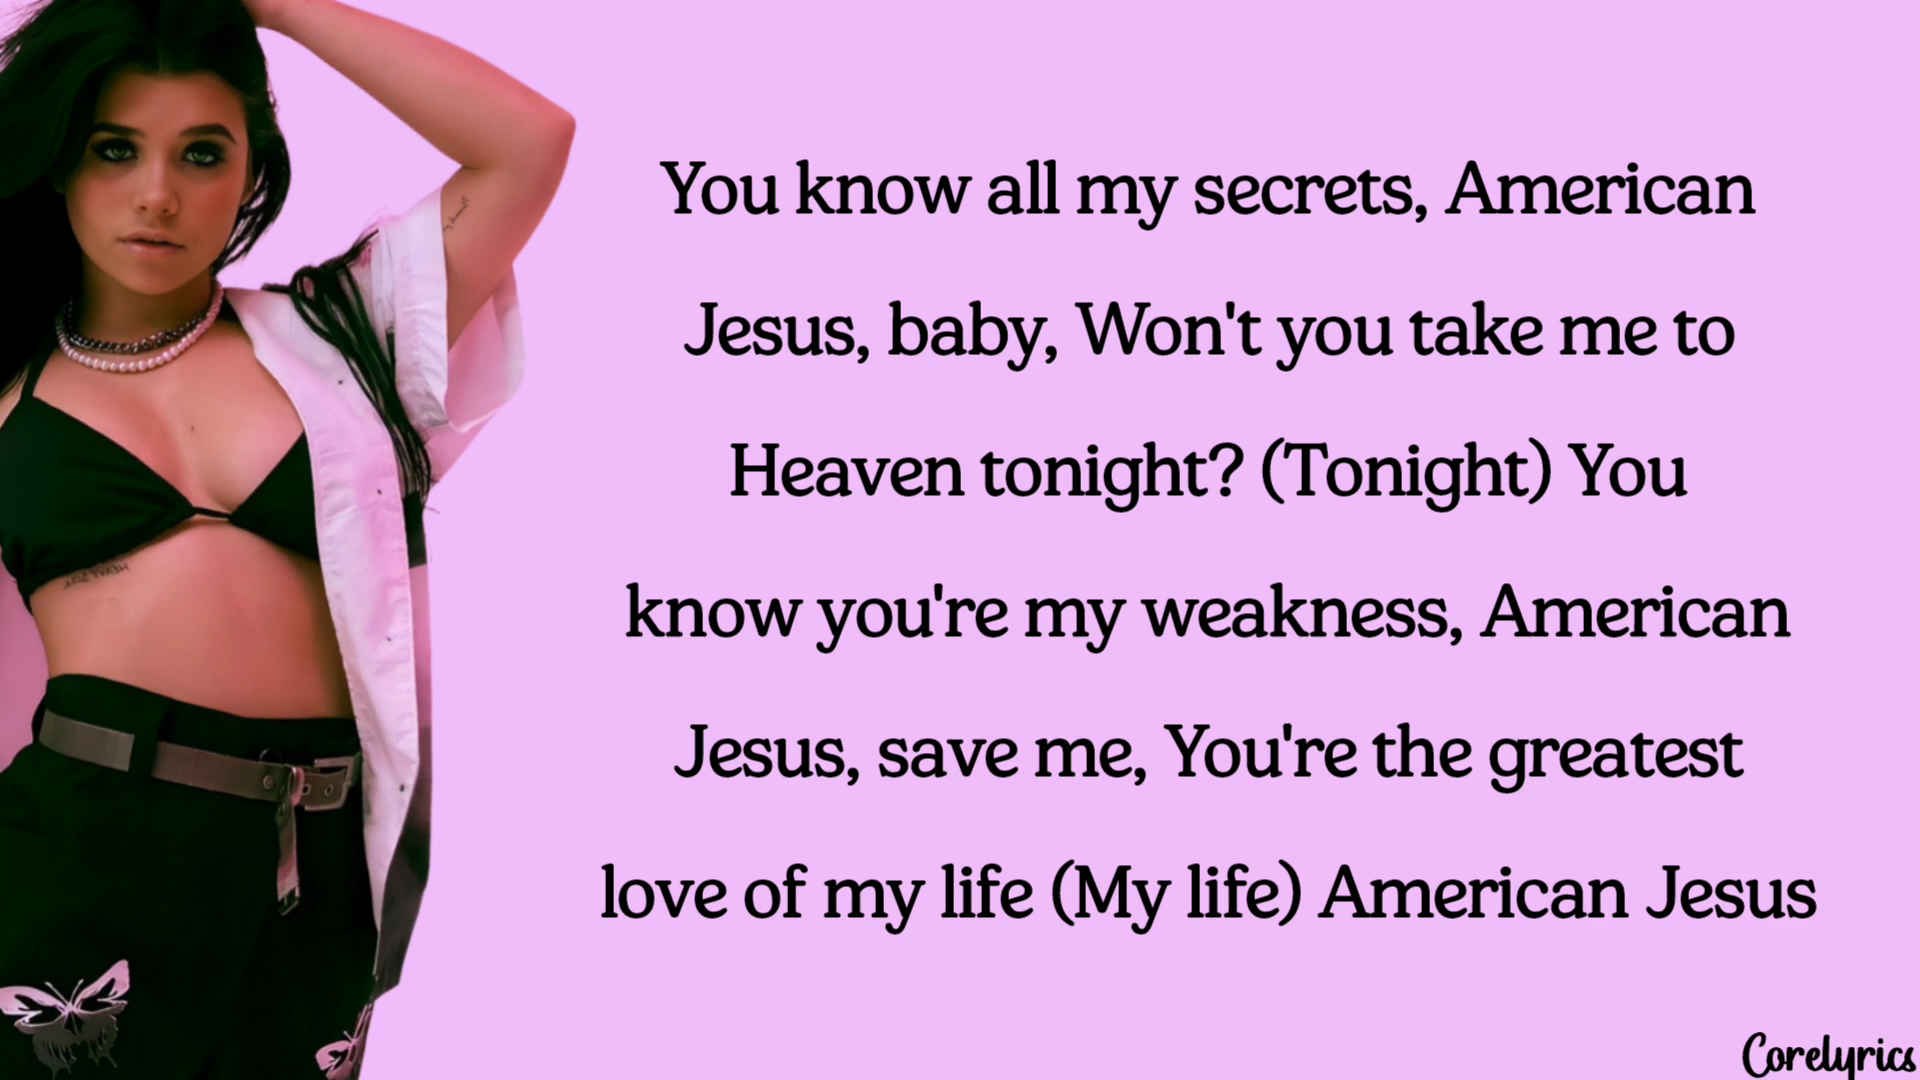 You know all my secrets, American
Jesus, baby, Won't you take me to
Heaven tonight? (Tonight) You
know you're my weakness, American
Jesus, save me, You're the greatest
love of my life (My life) American Jesus
Corelyrics